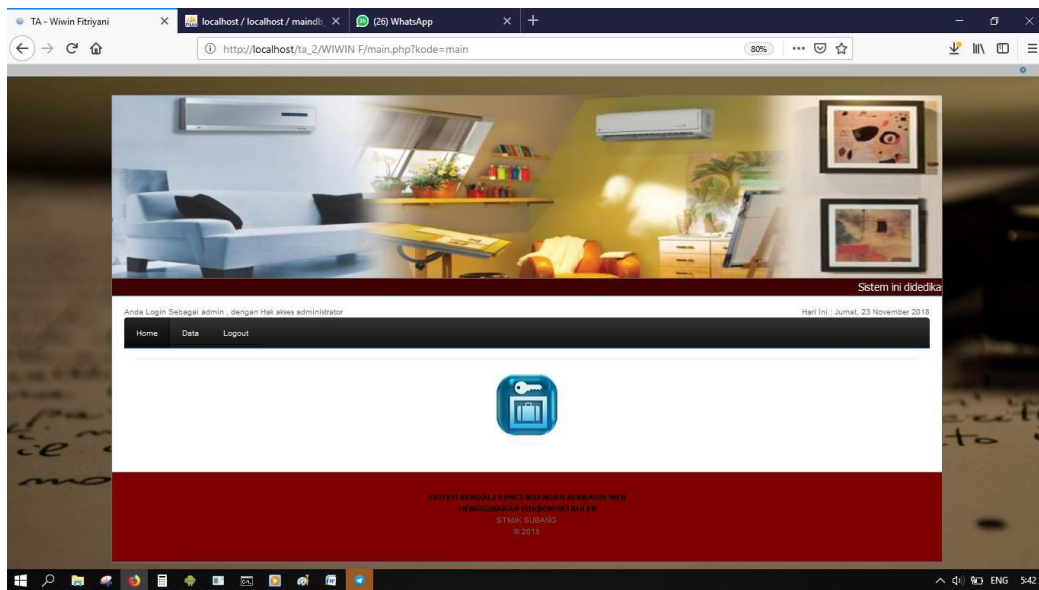 TA - Wiwin Fitriyani
localhost / localhost / maindb
(26) WhatsApp
http://localhost/ta_2/WIWIN F/main.php?kode=main
80%
Sistem ini didedika
Anda Login Sebagai admin , dengan Hak akses administrator
Hari ini : Jumat, 23 November 2018
Home Data Logout
SISTEM KENDALI KUNCI RUANGAN BERBASIS WEB
MENGGUNAKAN MIKROKONTROLER
STMIK SUBANG
© 2018
ENG 5:42